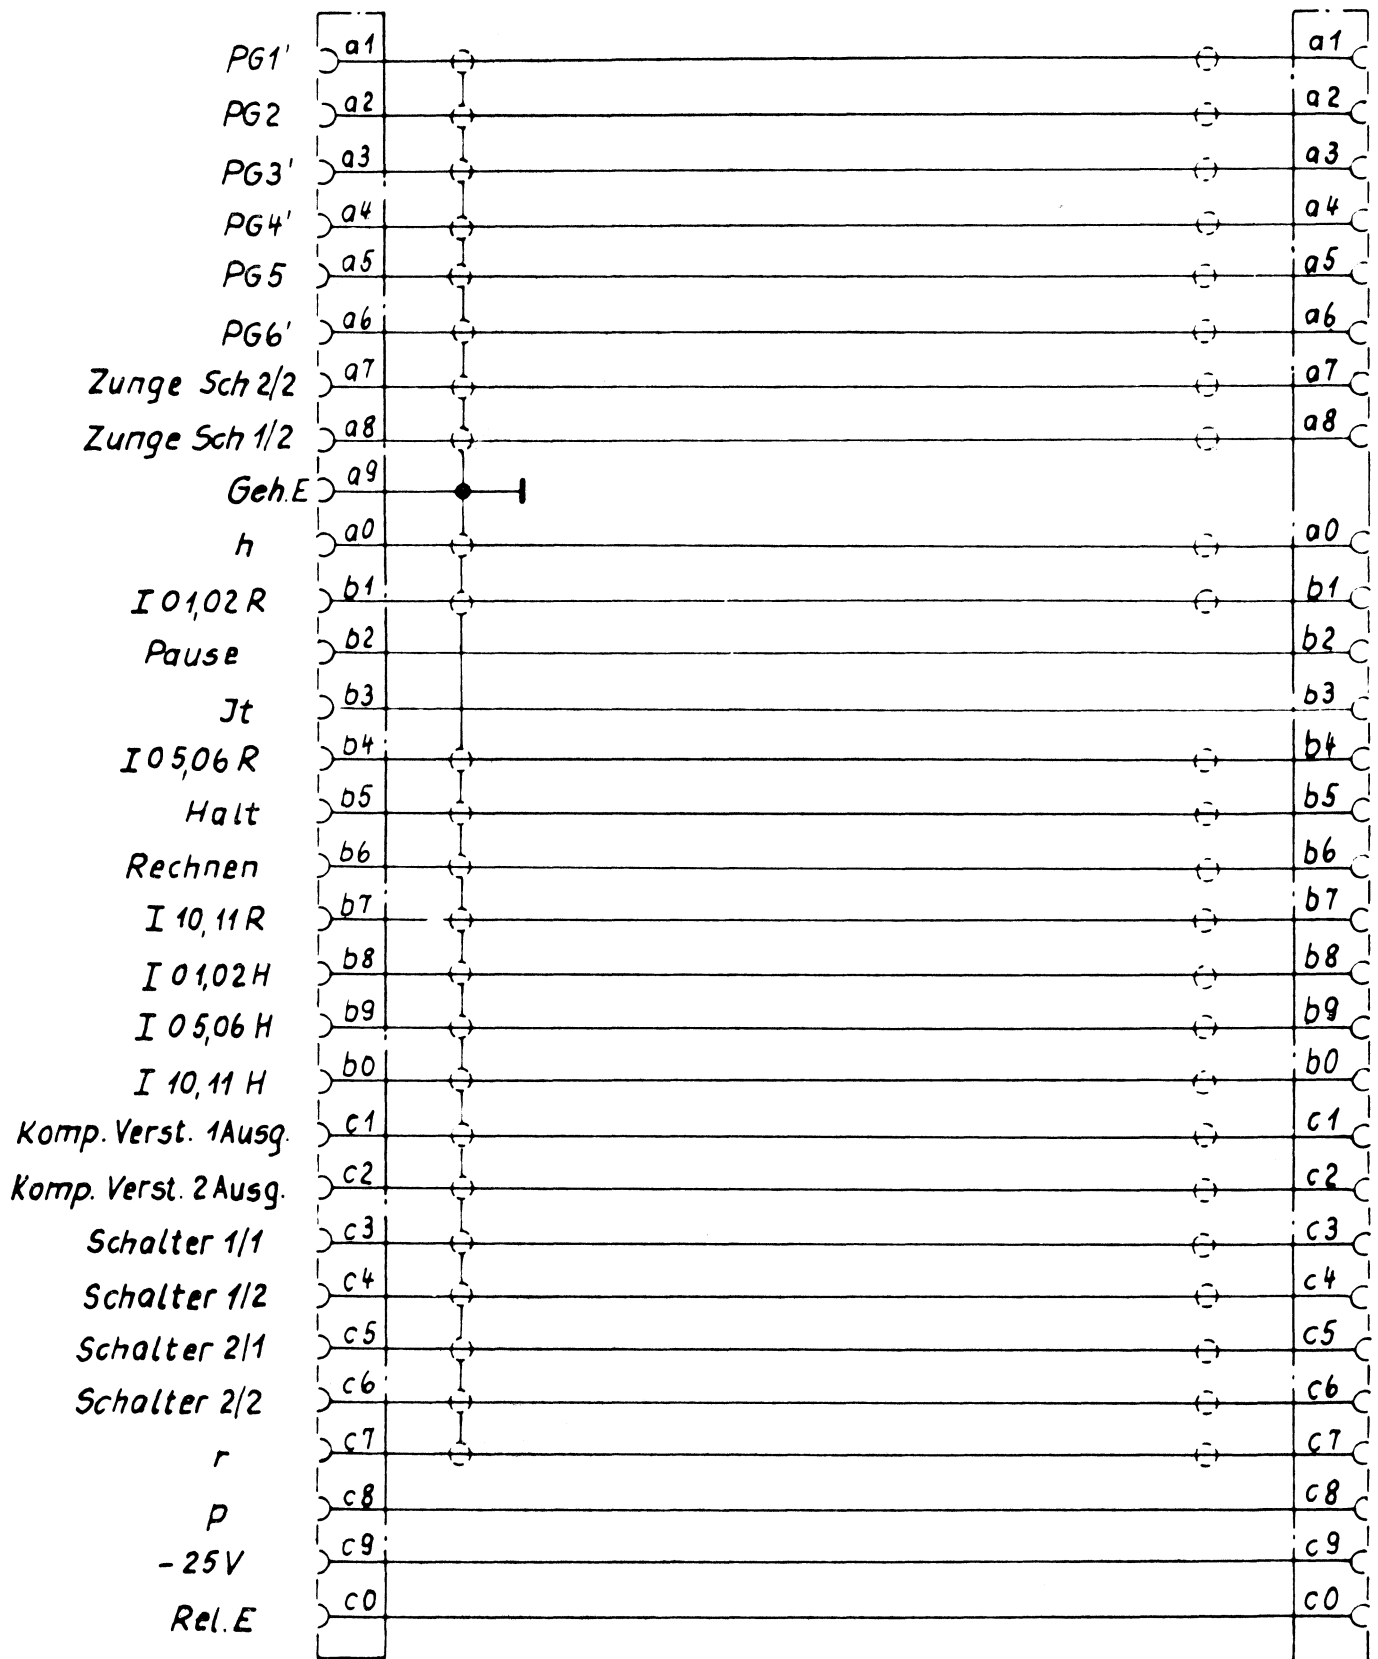 PG1' a1 a1
PG2 a2 a2
PG3' a3 a3
PG4' a4 a4
PG5 a5 a5
PG6' a6 a6
Zunge Sch 2/2 a7 a7
Zunge Sch 1/2 a8 a8
Geh.E a9
h a0 a0
I 01,02 R b1 b1
Pause b2 b2
Jt b3 b3
I 05,06 R b4 b4
Halt b5 b5
Rechnen b6 b6
I 10,11 R b7 b7
I 01,02 H b8 b8
I 05,06 H b9 b9
I 10,11 H b0 b0
Komp. Verst. 1 Ausg. c1 c1
Komp. Verst. 2 Ausg. c2 c2
Schalter 1/1 c3 c3
Schalter 1/2 c4 c4
Schalter 2/1 c5 c5
Schalter 2/2 c6 c6
r c7 c7
p c8 c8
-25V c9 c9
Rel. E c0 c0